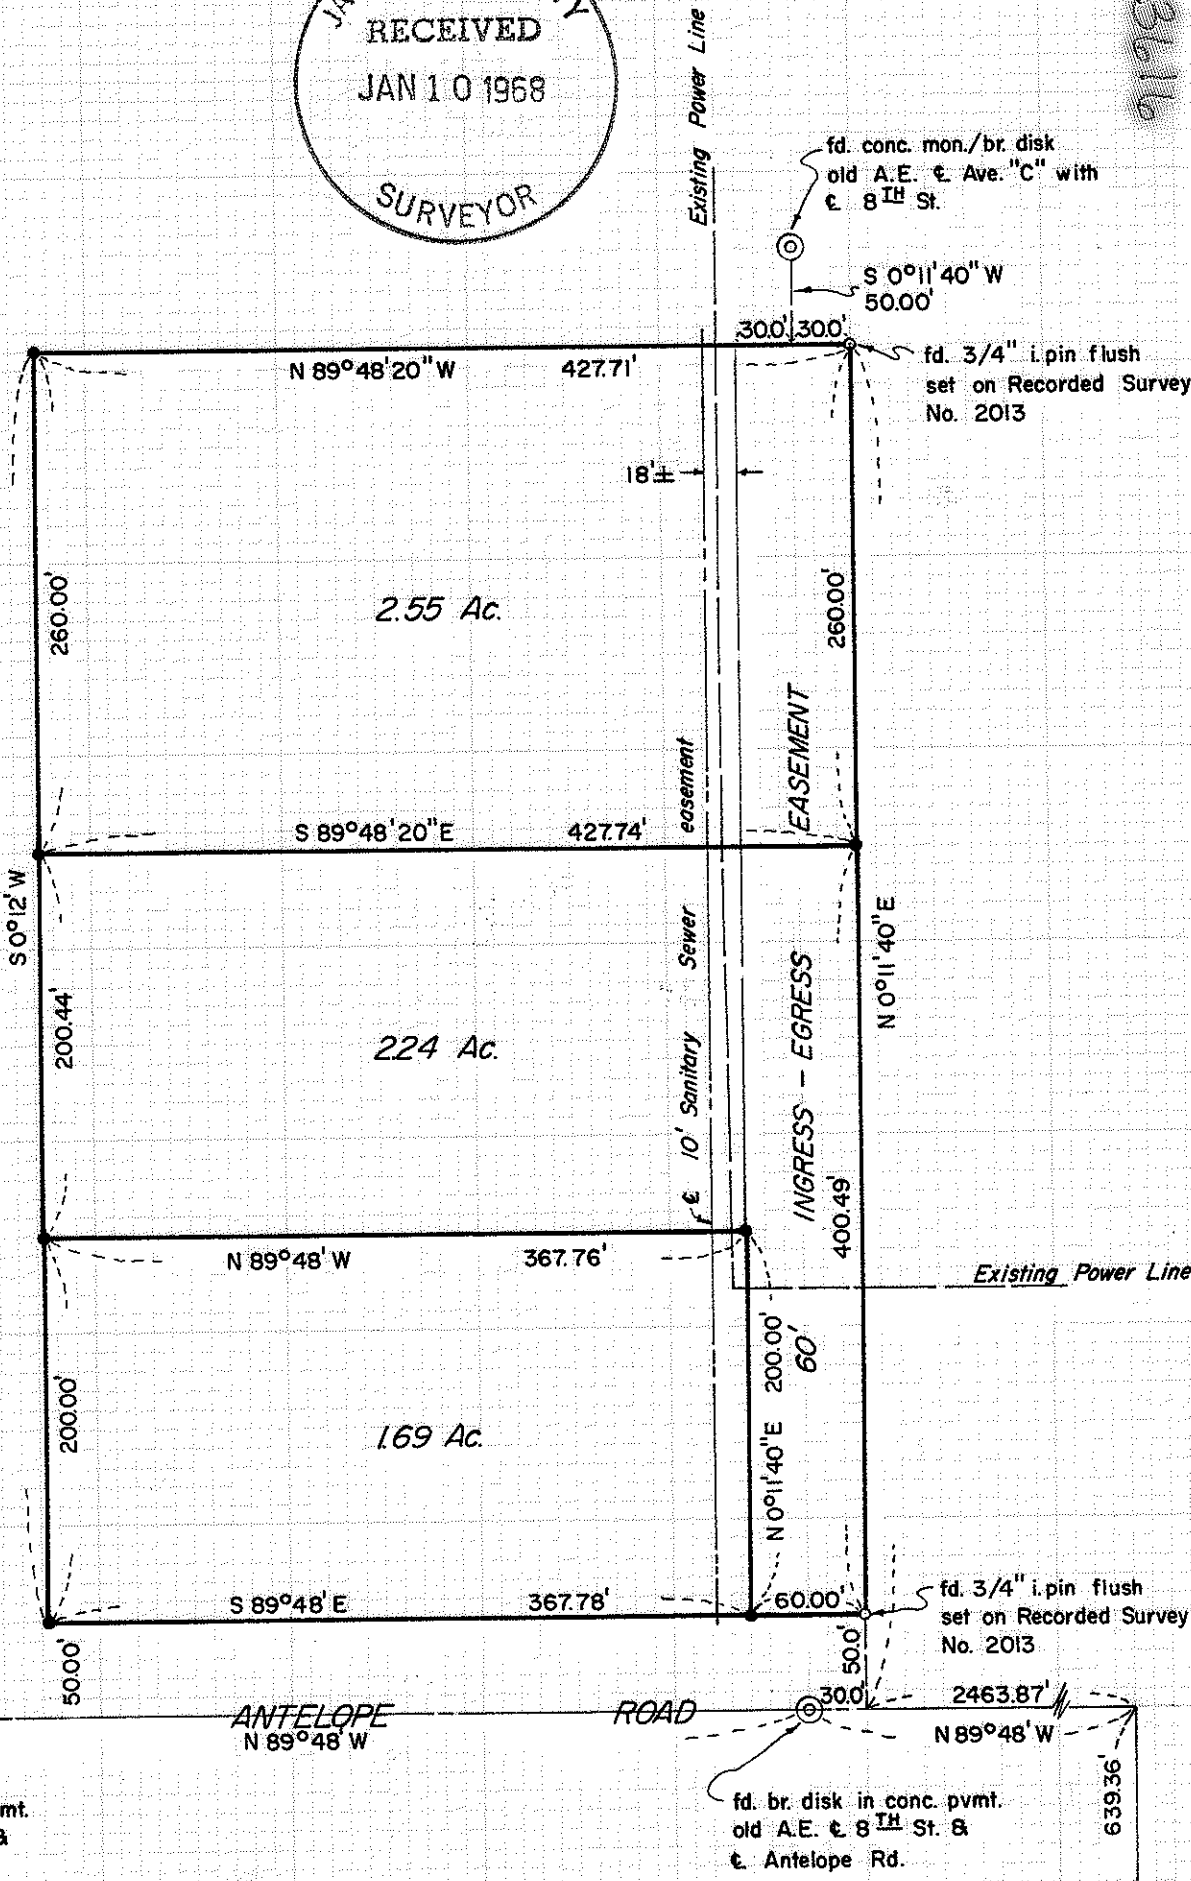 RECEIVED
JAN 10 1968
SURVEYOR
Existing Power Line
fd. conc. mon./br. disk
old A.E. ℄ Ave. "C" with
℄ 8TH St.
S 0°11'40" W
50.00'
30.0' 30.0'
N 89°48'20" W 427.71'
fd. 3/4" i.pin flush
set on Recorded Survey
No. 2013
18'±
260.00'
2.55 Ac.
260.00'
S 89°48'20" E 427.74'
S 0°12' W
200.44'
2.24 Ac.
℄ 10' Sanitary Sewer easement
60' INGRESS - EGRESS EASEMENT
N 0°11'40" E
400.49'
N 89°48' W 367.76'
Existing Power Line
200.00'
1.69 Ac.
N 0°11'40" E 200.00'
S 89°48' E 367.78' 60.00'
fd. 3/4" i.pin flush
set on Recorded Survey
No. 2013
50.00'
50.0'
ANTELOPE ROAD
N 89°48' W
30.0'
2463.87'
N 89°48' W
639.36'
mt.
&
fd. br. disk in conc. pvmt.
old A.E. ℄ 8TH St. &
℄ Antelope Rd.